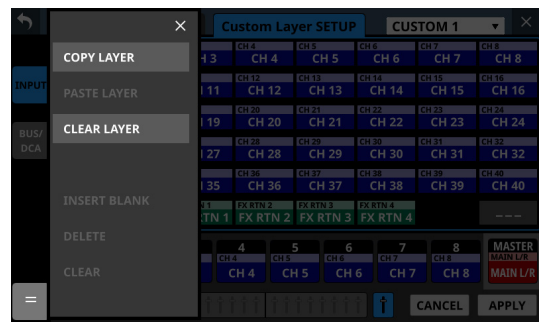 Custom Layer SETUP CUSTOM 1 ▼ ×
×
COPY LAYER
PASTE LAYER
CLEAR LAYER
INSERT BLANK
DELETE
CLEAR
INPUT
BUS/
DCA
CH 4 CH 5 CH 6 CH 7 CH 8
H 3 CH 4 CH 5 CH 6 CH 7 CH 8
CH 12 CH 13 CH 14 CH 15 CH 16
11 CH 12 CH 13 CH 14 CH 15 CH 16
CH 20 CH 21 CH 22 CH 23 CH 24
19 CH 20 CH 21 CH 22 CH 23 CH 24
CH 28 CH 29 CH 30 CH 31 CH 32
27 CH 28 CH 29 CH 30 CH 31 CH 32
CH 36 CH 37 CH 38 CH 39 CH 40
35 CH 36 CH 37 CH 38 CH 39 CH 40
N 1 FX RTN 2 FX RTN 3 FX RTN 4
RTN 1 FX RTN 2 FX RTN 3 FX RTN 4 ---
4 5 6 7 8 MASTER
CH 4 CH 5 CH 6 CH 7 CH 8 MAIN L/R
CH 4 CH 5 CH 6 CH 7 CH 8 MAIN L/R
CANCEL APPLY